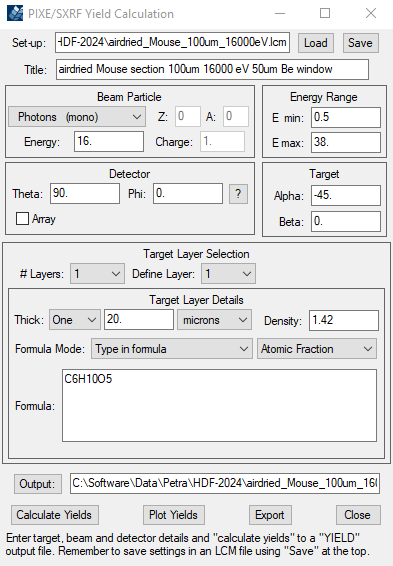 PIXE/SXRF Yield Calculation
Set-up: HDF-2024\airdried_Mouse_100um_16000eV.lcm Load Save
Title: airdried Mouse section 100um 16000 eV 50um Be window
Beam Particle
Photons (mono) Z: 0 A: 0
Energy: 16. Charge: 1.
Energy Range
E min: 0.5
E max: 38.
Detector
Theta: 90. Phi: 0. ?
Array
Target
Alpha: -45.
Beta: 0.
Target Layer Selection
# Layers: 1 Define Layer: 1
Target Layer Details
Thick: One 20. microns Density: 1.42
Formula Mode: Type in formula Atomic Fraction
Formula: C6H10O5
Output: C:\Software\Data\Petra\HDF-2024\airdried_Mouse_100um_160
Calculate Yields Plot Yields Export Close
Enter target, beam and detector details and "calculate yields" to a "YIELD"
output file. Remember to save settings in an LCM file using "Save" at the top.